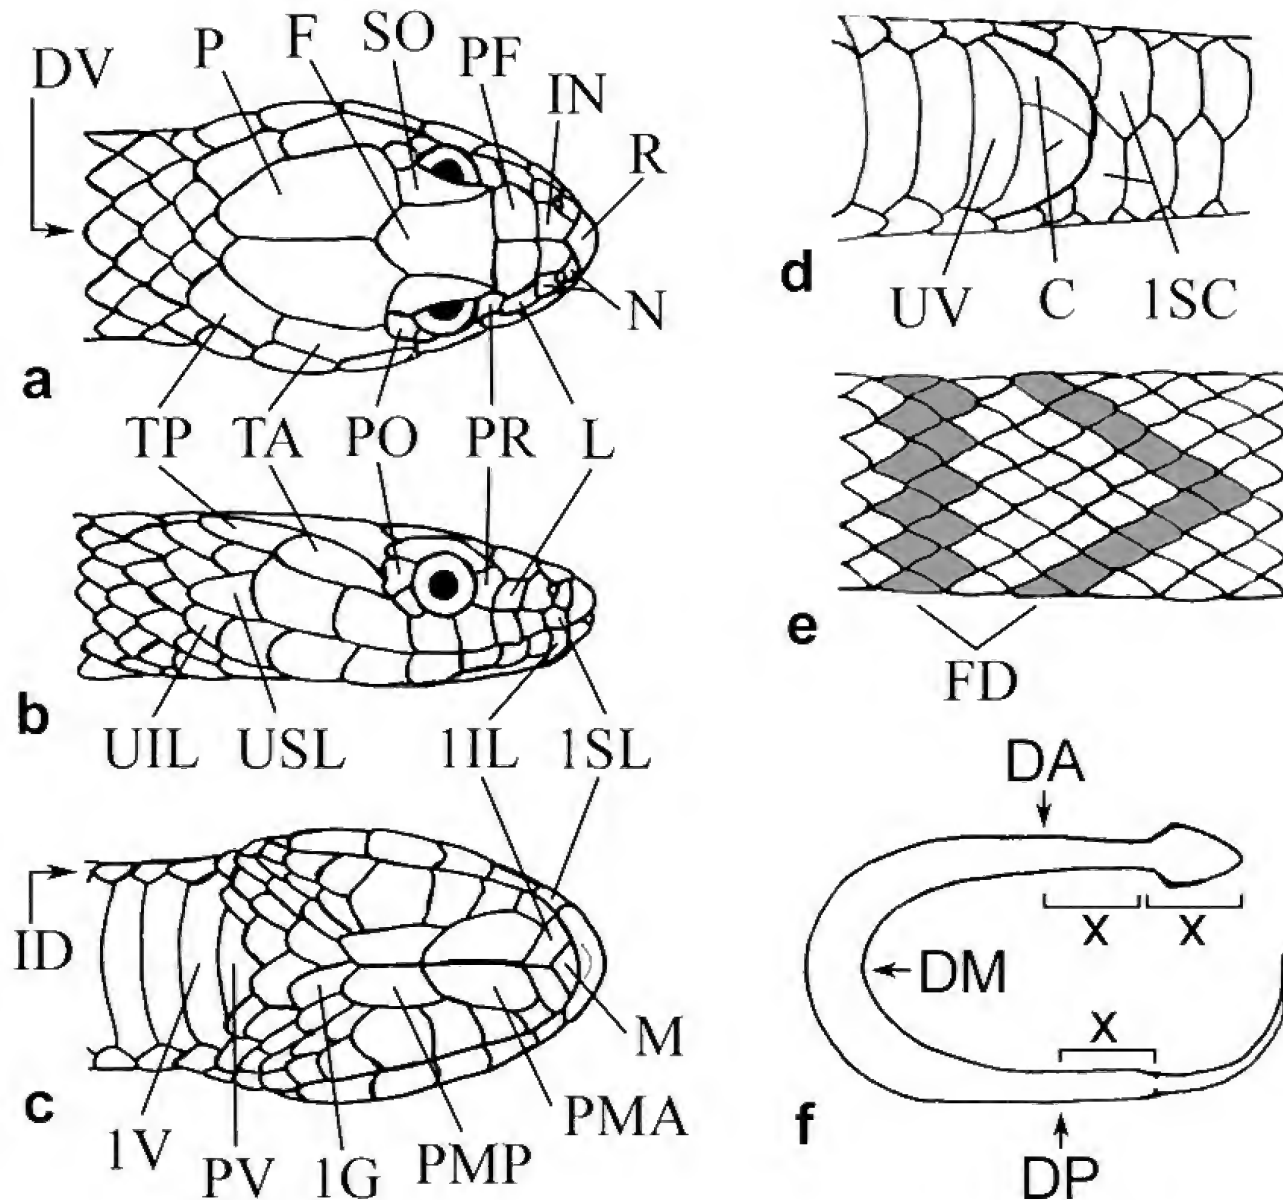 DV P F SO PF IN R
N
a
TP TA PO PR L
b
UIL USL 1IL 1SL
ID
M
PMA
c
1V PV 1G PMP
d
UV C 1SC
e
FD
DA
x x
DM
x
f
DP